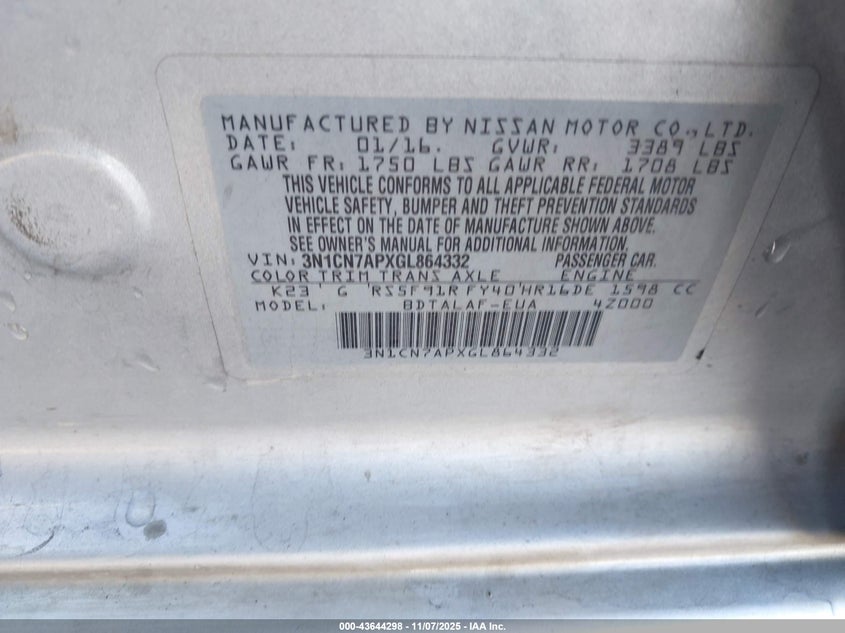 MANUFACTURED BY NISSAN MOTOR CO., LTD.
DATE: 01/16. GVWR: 3389 LBS
GAWR FR: 1750 LBS GAWR RR: 1708 LBS
THIS VEHICLE CONFORMS TO ALL APPLICABLE FEDERAL MOTOR
VEHICLE SAFETY, BUMPER AND THEFT PREVENTION STANDARDS
IN EFFECT ON THE DATE OF MANUFACTURE SHOWN ABOVE.
SEE OWNER'S MANUAL FOR ADDITIONAL INFORMATION.
VIN: 3N1CN7APXGL864332 PASSENGER CAR.
COLOR TRIM TRANS AXLE ENGINE
K23 ' G ' RS5F91R FY40'HR16DE 1598 CC
MODEL: BDTALAF-EUA 4Z000
3N1CN7APXGL864332
000-43644298 - 11/07/2025 - IAA Inc.